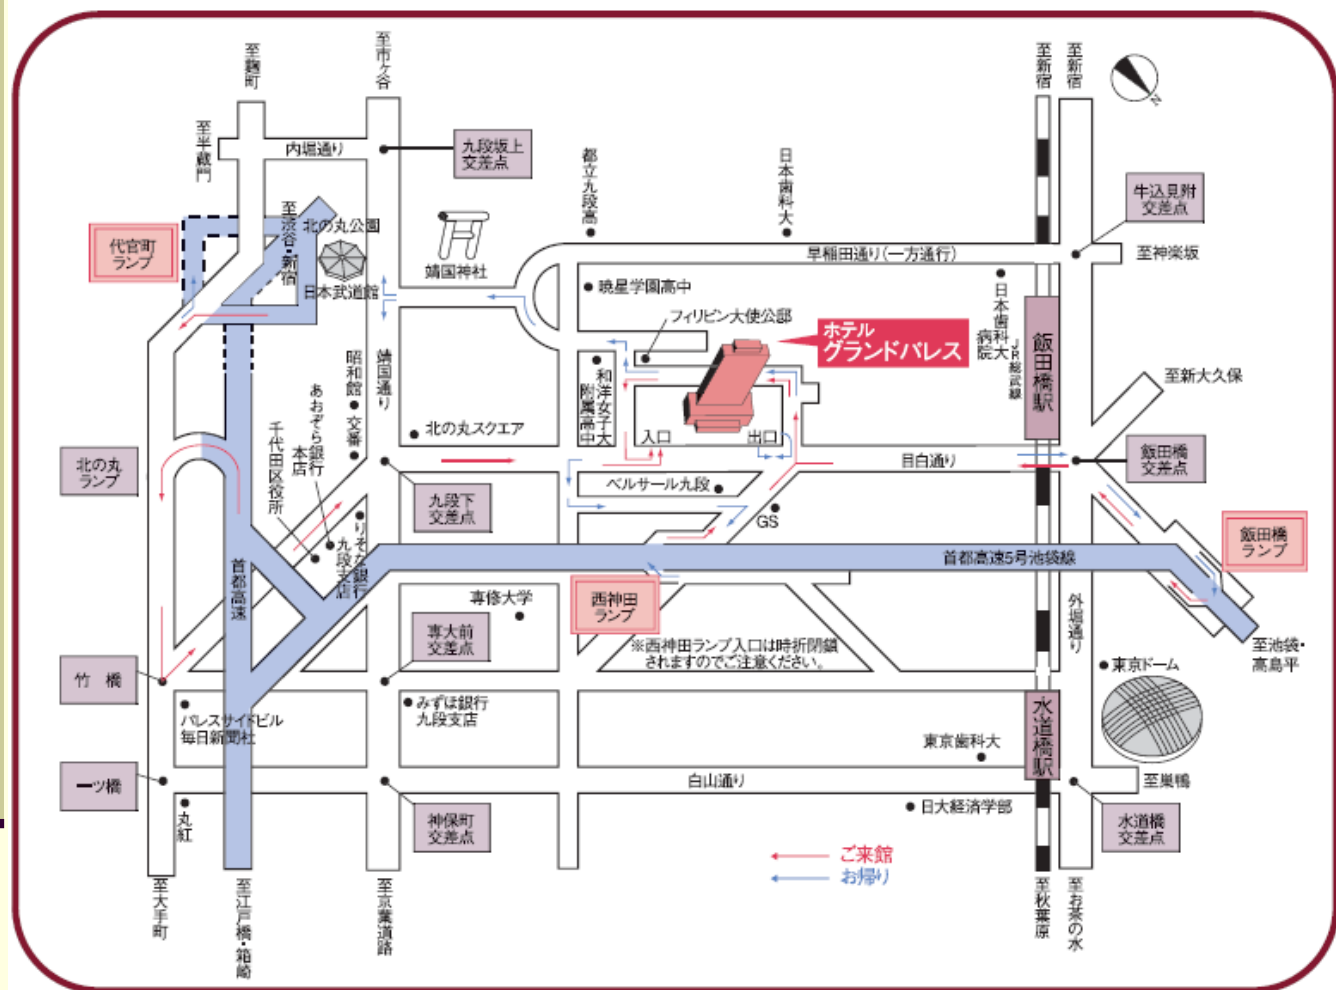 至麹町
至市ヶ谷
至新宿
至新宿
N
至半蔵門
内堀通り
九段坂上
交差点
都立九段高
日本歯科大
牛込見附
交差点
代官町
ランプ
至渋谷・新宿
北の丸公園
日本武道館
靖国神社
早稲田通り(一方通行)
至神楽坂
暁星学園高中
フィリピン大使公邸
ホテル
グランドパレス
日本歯科大
病院
JR総武線
飯田橋駅
至新大久保
昭和館
交番
靖国通り
あおぞら銀行
本店
千代田区役所
北の丸スクエア
和洋女子大
附属高中
入口
出口
目白通り
飯田橋
交差点
北の丸
ランプ
九段下
交差点
ベルサール九段
GS
りそな銀行
九段支店
首都高速
首都高速5号池袋線
飯田橋
ランプ
専修大学
西神田
ランプ
外堀通り
専大前
交差点
※西神田ランプ入口は時折閉鎖
されますのでご注意ください。
至池袋・
高島平
竹橋
東京ドーム
パレスサイドビル
毎日新聞社
みずほ銀行
九段支店
水道橋駅
東京歯科大
一ツ橋
白山通り
至巣鴨
丸紅
神保町
交差点
日大経済学部
水道橋
交差点
ご来館
お帰り
至大手町
至江戸橋・箱崎
至京葉道路
至秋葉原
至お茶の水